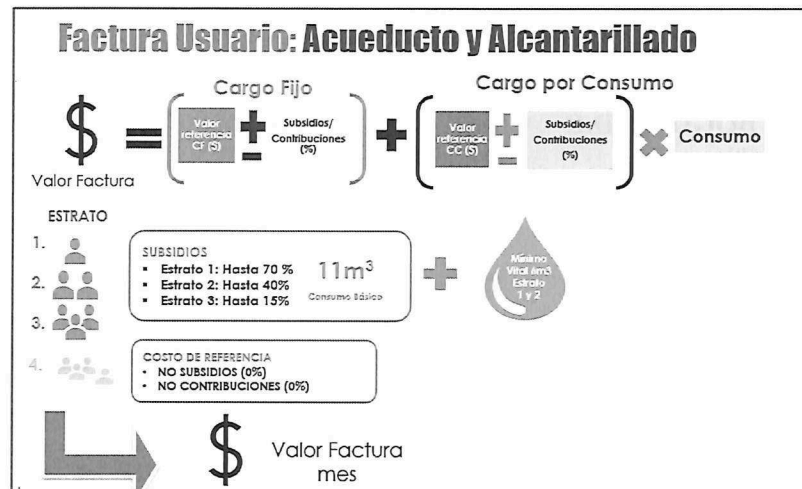 Factura Usuario: Acueducto y Alcantarillado
Cargo Fijo
Cargo por Consumo
$ = ( Valor referencia CF ($) ± Subsidios/ Contribuciones (%) ) + ( Valor referencia CC ($) ± Subsidios/ Contribuciones (%) ) × Consumo
Valor Factura
ESTRATO
1.
2.
3.
4.
SUBSIDIOS
▪ Estrato 1: Hasta 70 %
▪ Estrato 2: Hasta 40%
▪ Estrato 3: Hasta 15%
11m³
Consumo Básico
+
Mínimo
Vital 6m3
Estrato
1 y 2
COSTO DE REFERENCIA
• NO SUBSIDIOS (0%)
• NO CONTRIBUCIONES (0%)
$
Valor Factura
mes